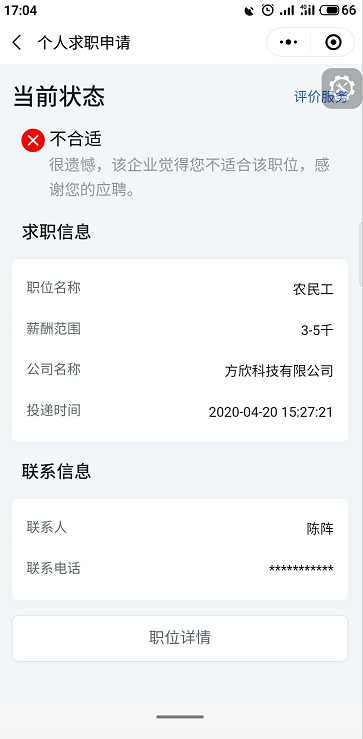 17:04
66
个人求职申请
当前状态
评价服务
不合适
很遗憾，该企业觉得您不适合该职位，感
谢您的应聘。
求职信息
职位名称 农民工
薪酬范围 3-5千
公司名称 方欣科技有限公司
投递时间 2020-04-20 15:27:21
联系信息
联系人 陈阵
联系电话 ***********
职位详情